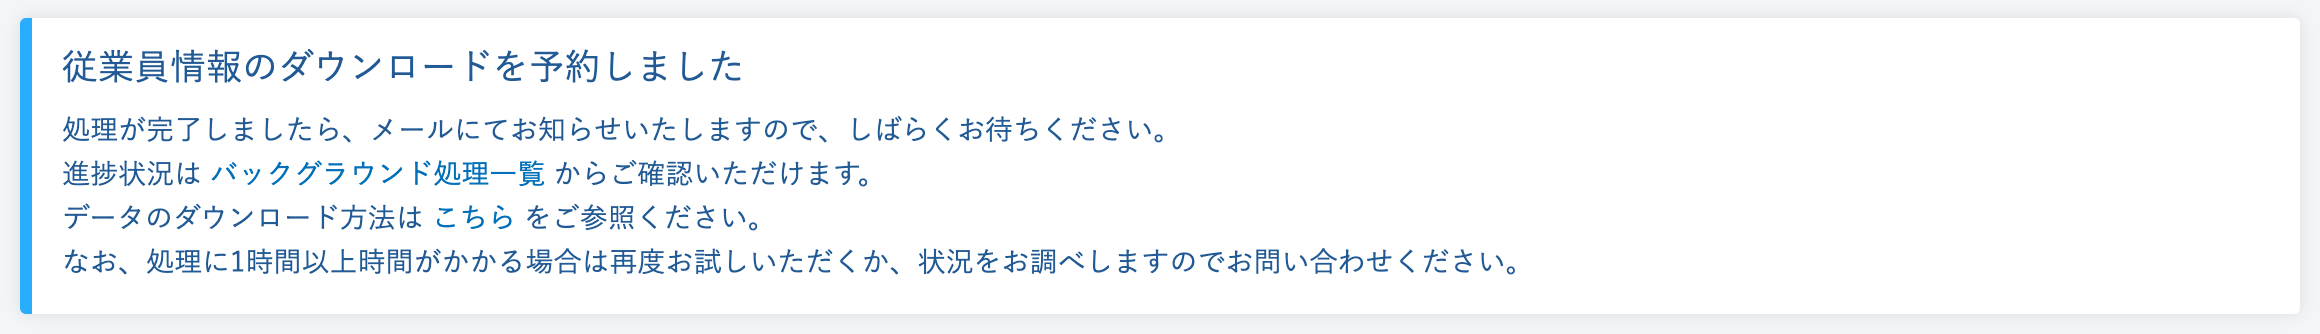 従業員情報のダウンロードを予約しました
処理が完了しましたら、メールにてお知らせいたしますので、しばらくお待ちください。
進捗状況は バックグラウンド処理一覧 からご確認いただけます。
データのダウンロード方法は こちら をご参照ください。
なお、処理に1時間以上時間がかかる場合は再度お試しいただくか、状況をお調べしますのでお問い合わせください。